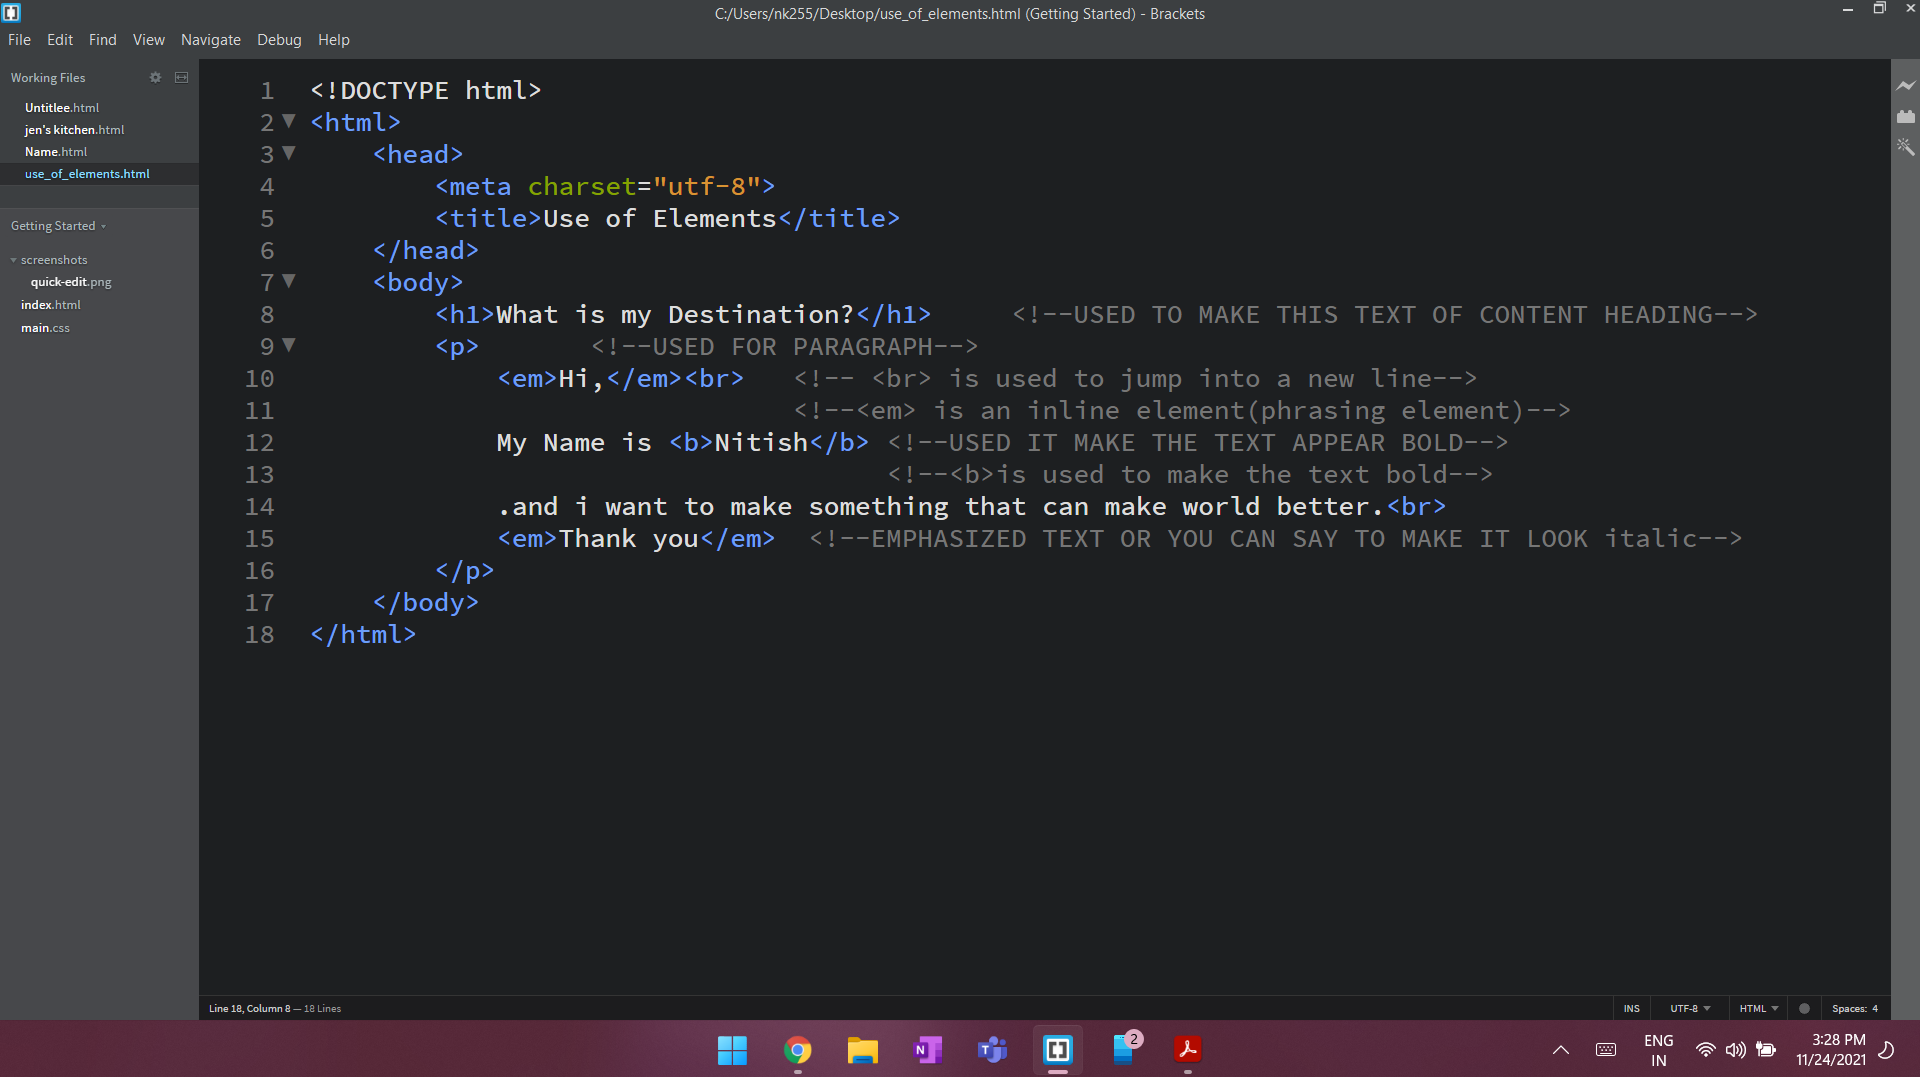 C:/Users/nk255/Desktop/use_of_elements.html (Getting Started) - Brackets
File Edit Find View Navigate Debug Help
Working Files
Untitlee.html
jen's kitchen.html
Name.html
use_of_elements.html
Getting Started
screenshots
quick-edit.png
index.html
main.css
1 <!DOCTYPE html>
2 <html>
3 <head>
4 <meta charset="utf-8">
5 <title>Use of Elements</title>
6 </head>
7 <body>
8 <h1>What is my Destination?</h1> <!--USED TO MAKE THIS TEXT OF CONTENT HEADING-->
9 <p> <!--USED FOR PARAGRAPH-->
10 <em>Hi,</em><br> <!-- <br> is used to jump into a new line-->
11 <!--<em> is an inline element(phrasing element)-->
12 My Name is <b>Nitish</b> <!--USED IT MAKE THE TEXT APPEAR BOLD-->
13 <!--<b>is used to make the text bold-->
14 .and i want to make something that can make world better.<br>
15 <em>Thank you</em> <!--EMPHASIZED TEXT OR YOU CAN SAY TO MAKE IT LOOK italic-->
16 </p>
17 </body>
18 </html>
Line 18, Column 8 — 18 Lines
INS UTF-8 HTML Spaces: 4
N T 2
ENG
IN
3:28 PM
11/24/2021